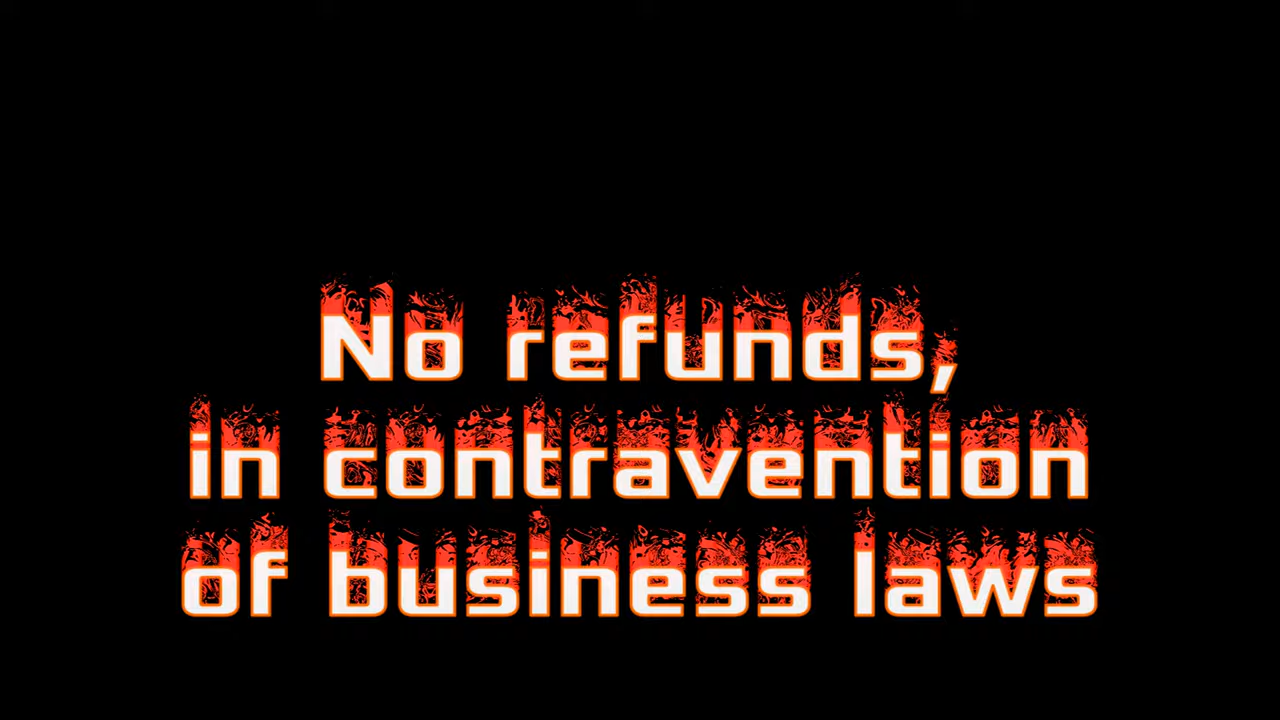 No refunds,
in contravention
of business laws